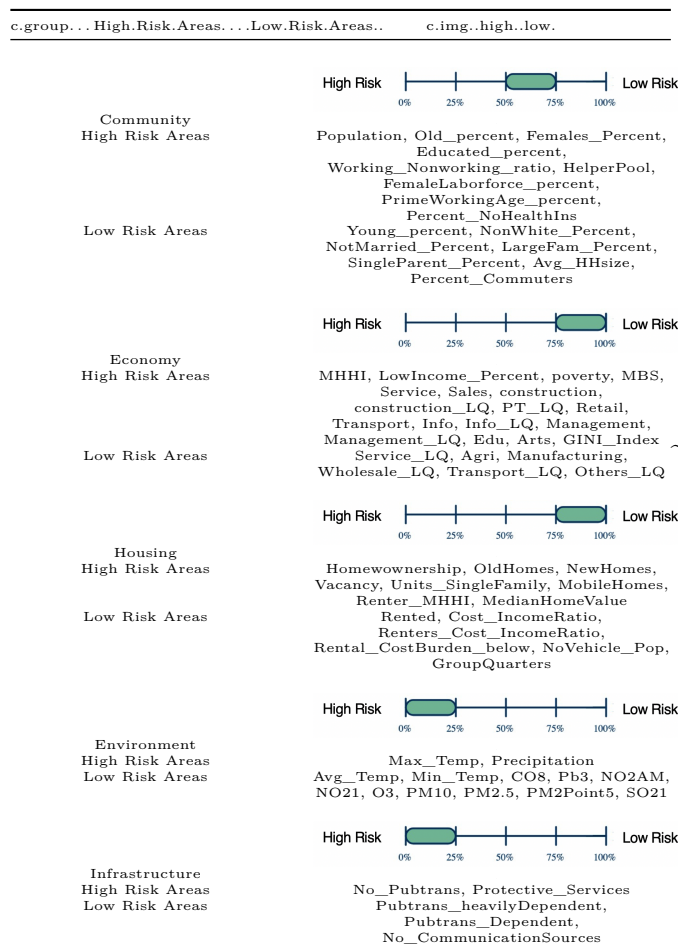 c.group...High.Risk.Areas....Low.Risk.Areas.. c.img..high..low.
High Risk Low Risk
0% 25% 50% 75% 100%
Community
High Risk Areas Population, Old_percent, Females_Percent,
Educated_percent,
Working_Nonworking_ratio, HelperPool,
FemaleLaborforce_percent,
PrimeWorkingAge_percent,
Percent_NoHealthIns
Low Risk Areas Young_percent, NonWhite_Percent,
NotMarried_Percent, LargeFam_Percent,
SingleParent_Percent, Avg_HHsize,
Percent_Commuters
High Risk Low Risk
0% 25% 50% 75% 100%
Economy
High Risk Areas MHHI, LowIncome_Percent, poverty, MBS,
Service, Sales, construction,
construction_LQ, PT_LQ, Retail,
Transport, Info, Info_LQ, Management,
Management_LQ, Edu, Arts, GINI_Index
Low Risk Areas Service_LQ, Agri, Manufacturing,
Wholesale_LQ, Transport_LQ, Others_LQ
High Risk Low Risk
0% 25% 50% 75% 100%
Housing
High Risk Areas Homewownership, OldHomes, NewHomes,
Vacancy, Units_SingleFamily, MobileHomes,
Renter_MHHI, MedianHomeValue
Low Risk Areas Rented, Cost_IncomeRatio,
Renters_Cost_IncomeRatio,
Rental_CostBurden_below, NoVehicle_Pop,
GroupQuarters
High Risk Low Risk
0% 25% 50% 75% 100%
Environment
High Risk Areas Max_Temp, Precipitation
Low Risk Areas Avg_Temp, Min_Temp, CO8, Pb3, NO2AM,
NO21, O3, PM10, PM2.5, PM2Point5, SO21
High Risk Low Risk
0% 25% 50% 75% 100%
Infrastructure
High Risk Areas No_Pubtrans, Protective_Services
Low Risk Areas Pubtrans_heavilyDependent,
Pubtrans_Dependent,
No_CommunicationSources